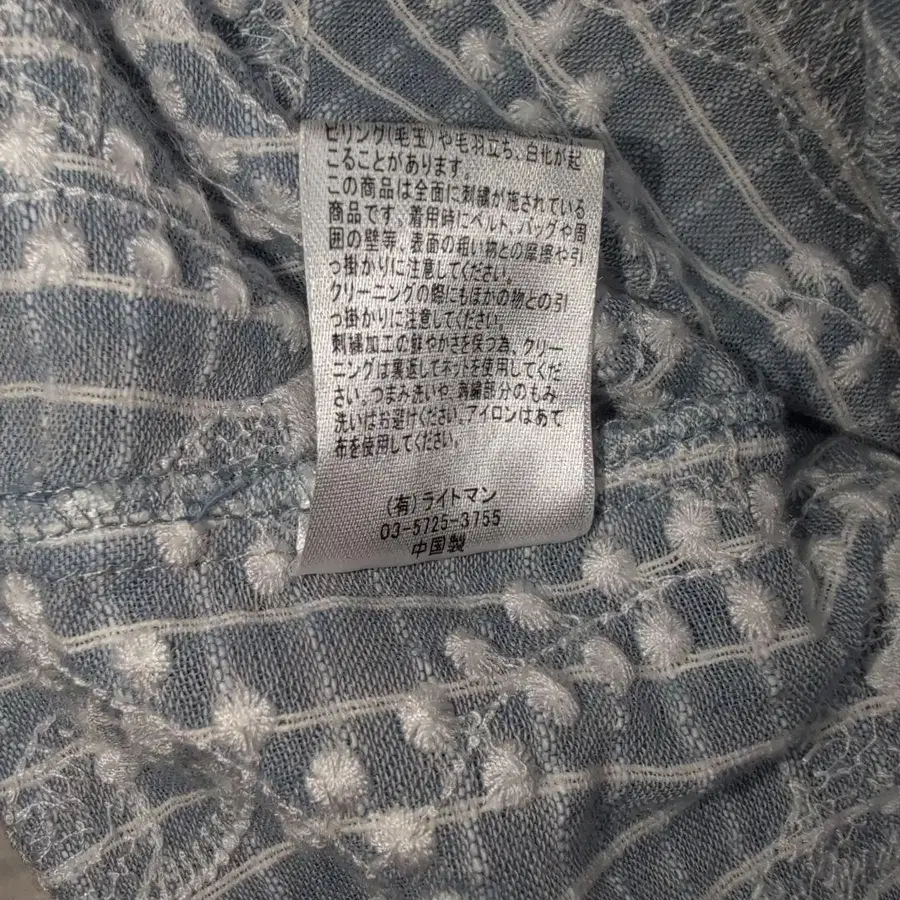 ピリング(毛玉)や毛羽立ち、白化が起
こることがあります。
この商品は全面に刺繍が施されている
商品です。着用時にベルト、バッグや周
囲の壁等、表面の粗い物との摩擦や引
っ掛かりに注意してください。
クリーニングの際にもほかの物との引
っ掛かりに注意してください。
刺繍加工の鮮やかさを保つ為、クリー
ニングは裏返してネットを使用してくだ
さい。つまみ洗いや、刺繍部分のもみ
洗いはお避けください。アイロンはあて
布を使用してください。
(有)ライトマン
03-5725-3755
中国製